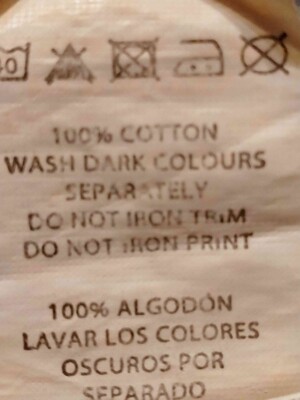 40
100% COTTON
WASH DARK COLOURS
SEPARATELY
DO NOT IRON TRIM
DO NOT IRON PRINT
100% ALGODÓN
LAVAR LOS COLORES
OSCUROS POR
SEPARADO